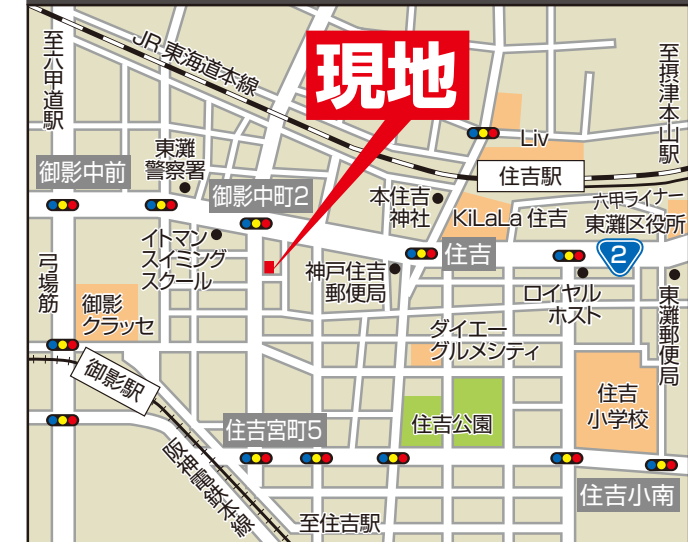 至六甲道駅
JR東海道本線
現地
至摂津本山駅
Liv
住吉駅
東灘
警察署
御影中前
御影中町2
本住吉
神社
KiLaLa 住吉
六甲ライナー
東灘区役所
イトマン
スイミング
スクール
住吉
2
弓場筋
神戸住吉
郵便局
ロイヤル
ホスト
東灘郵便局
御影
クラッセ
ダイエー
グルメシティ
御影駅
住吉
小学校
住吉公園
住吉宮町5
阪神電鉄本線
住吉小南
至住吉駅